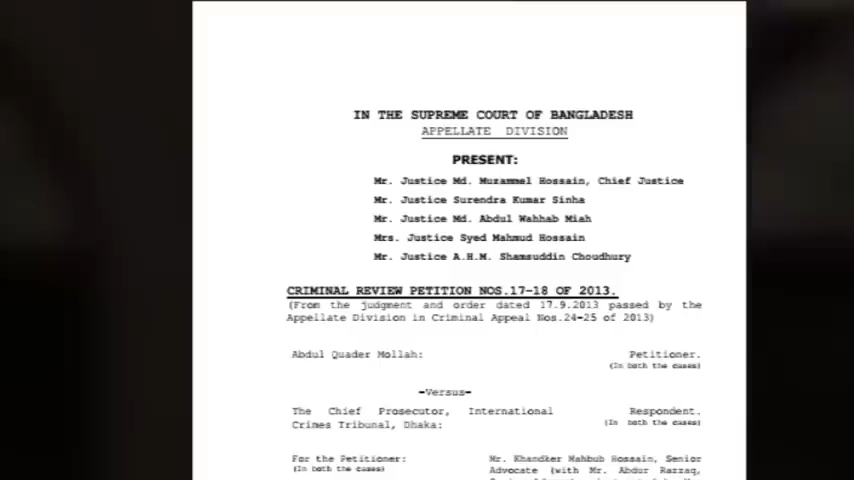 IN THE SUPREME COURT OF BANGLADESH
APPELLATE DIVISION
PRESENT:
Mr. Justice Md. Muzammel Hossain, Chief Justice
Mr. Justice Surendra Kumar Sinha
Mr. Justice Md. Abdul Wahhab Miah
Mrs. Justice Syed Mahmud Hossain
Mr. Justice A.H.M. Shamsuddin Choudhury
CRIMINAL REVIEW PETITION NOS.17-18 OF 2013.
(From the judgment and order dated 17.9.2013 passed by the
Appellate Division in Criminal Appeal Nos.24-25 of 2013)
Abdul Quader Mollah: Petitioner.
(In both the cases)
-Versus-
The Chief Prosecutor, International Respondent.
Crimes Tribunal, Dhaka: (In both the cases)
For the Petitioner: Mr. Khandker Mahbub Hossain, Senior
(In both the cases) Advocate (with Mr. Abdur Razzaq,